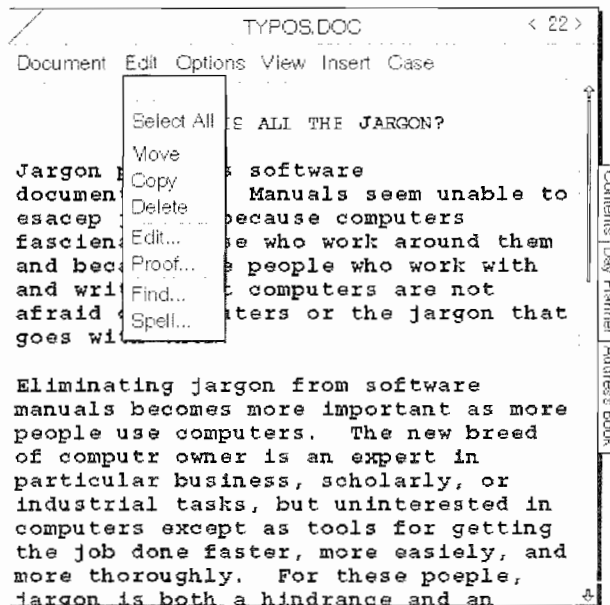 TYPOS.DOC < 22 >
Document Edit Options View Insert Case
Select All
Move
Copy
Delete
Edit...
Proof...
Find...
Spell...
IS ALL THE JARGON?
Jargon p s software
document Manuals seem unable to
esacep because computers
fasciena se who work around them
and beca e people who work with
and writ t computers are not
afraid uters or the jargon that
goes wi
Eliminating jargon from software
manuals becomes more important as more
people use computers. The new breed
of computr owner is an expert in
particular business, scholarly, or
industrial tasks, but uninterested in
computers except as tools for getting
the job done faster, more easiely, and
more thoroughly. For these poeple,
jargon is both a hindrance and an
Contents
Day Planner
Address Book